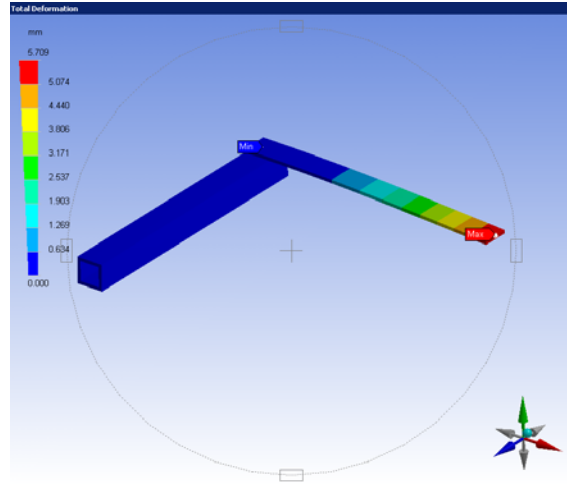 Total Deformation
mm
5.709
5.074
4.440
3.806
3.171
2.537
1.903
1.269
0.634
0.000
Min
Max